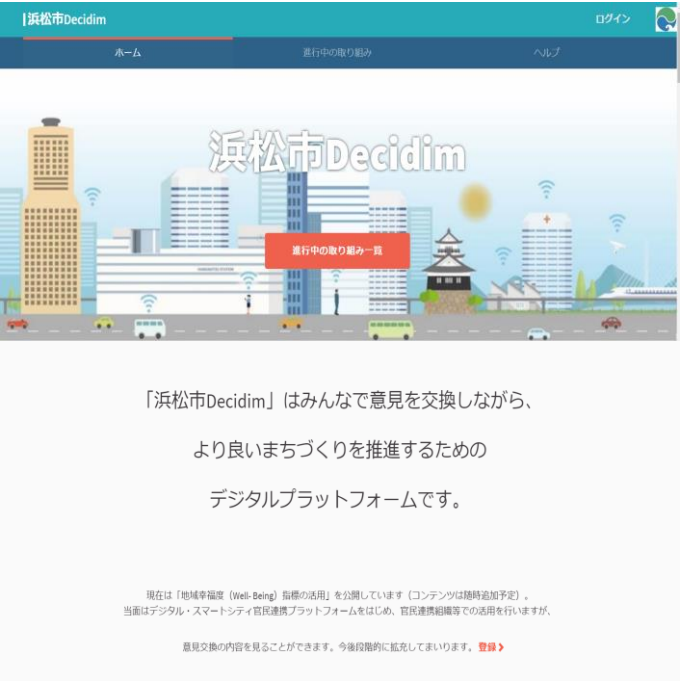 浜松市Decidim
ログイン
ホーム
進行中の取り組み
ヘルプ
浜松市Decidim
進行中の取り組み一覧
「浜松市Decidim」はみんなで意見を交換しながら、
より良いまちづくりを推進するための
デジタルプラットフォームです。
現在は「地域幸福度（Well-Being）指標の活用」を公開しています（コンテンツは随時追加予定）。
当面はデジタル・スマートシティ官民連携プラットフォームをはじめ、官民連携組織等での活用を行いますが、
意見交換の内容を見ることができます。今後段階的に拡充してまいります。登録 ❯